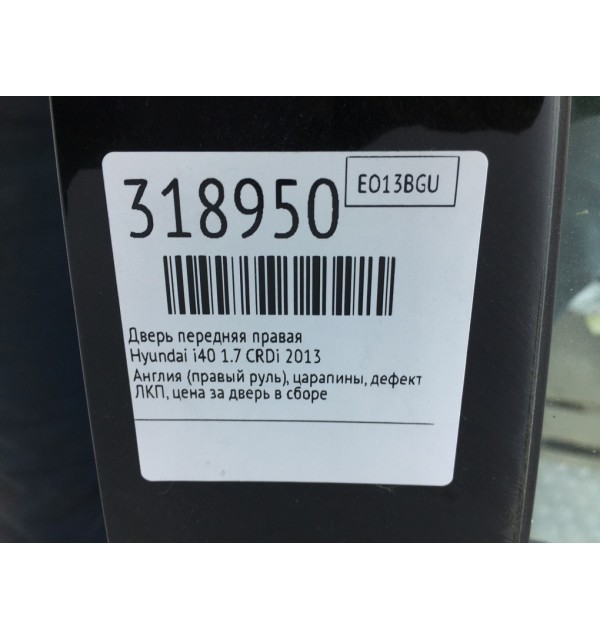 318950
EO13BGU
Дверь передняя правая
Hyundai i40 1.7 CRDi 2013
Англия (правый руль), царапины, дефект
ЛКП, цена за дверь в сборе